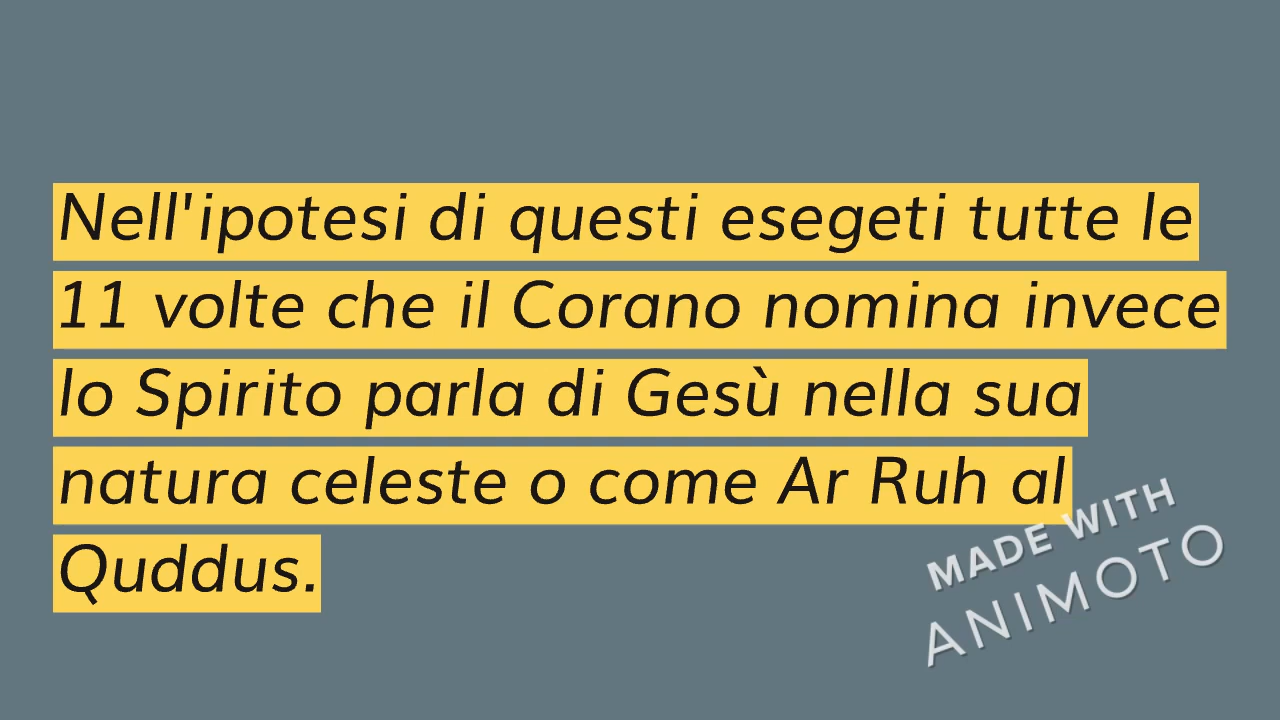 Nell'ipotesi di questi esegeti tutte le
11 volte che il Corano nomina invece
lo Spirito parla di Gesù nella sua
natura celeste o come Ar Ruh al
Quddus.
MADE WITH
ANIMOTO